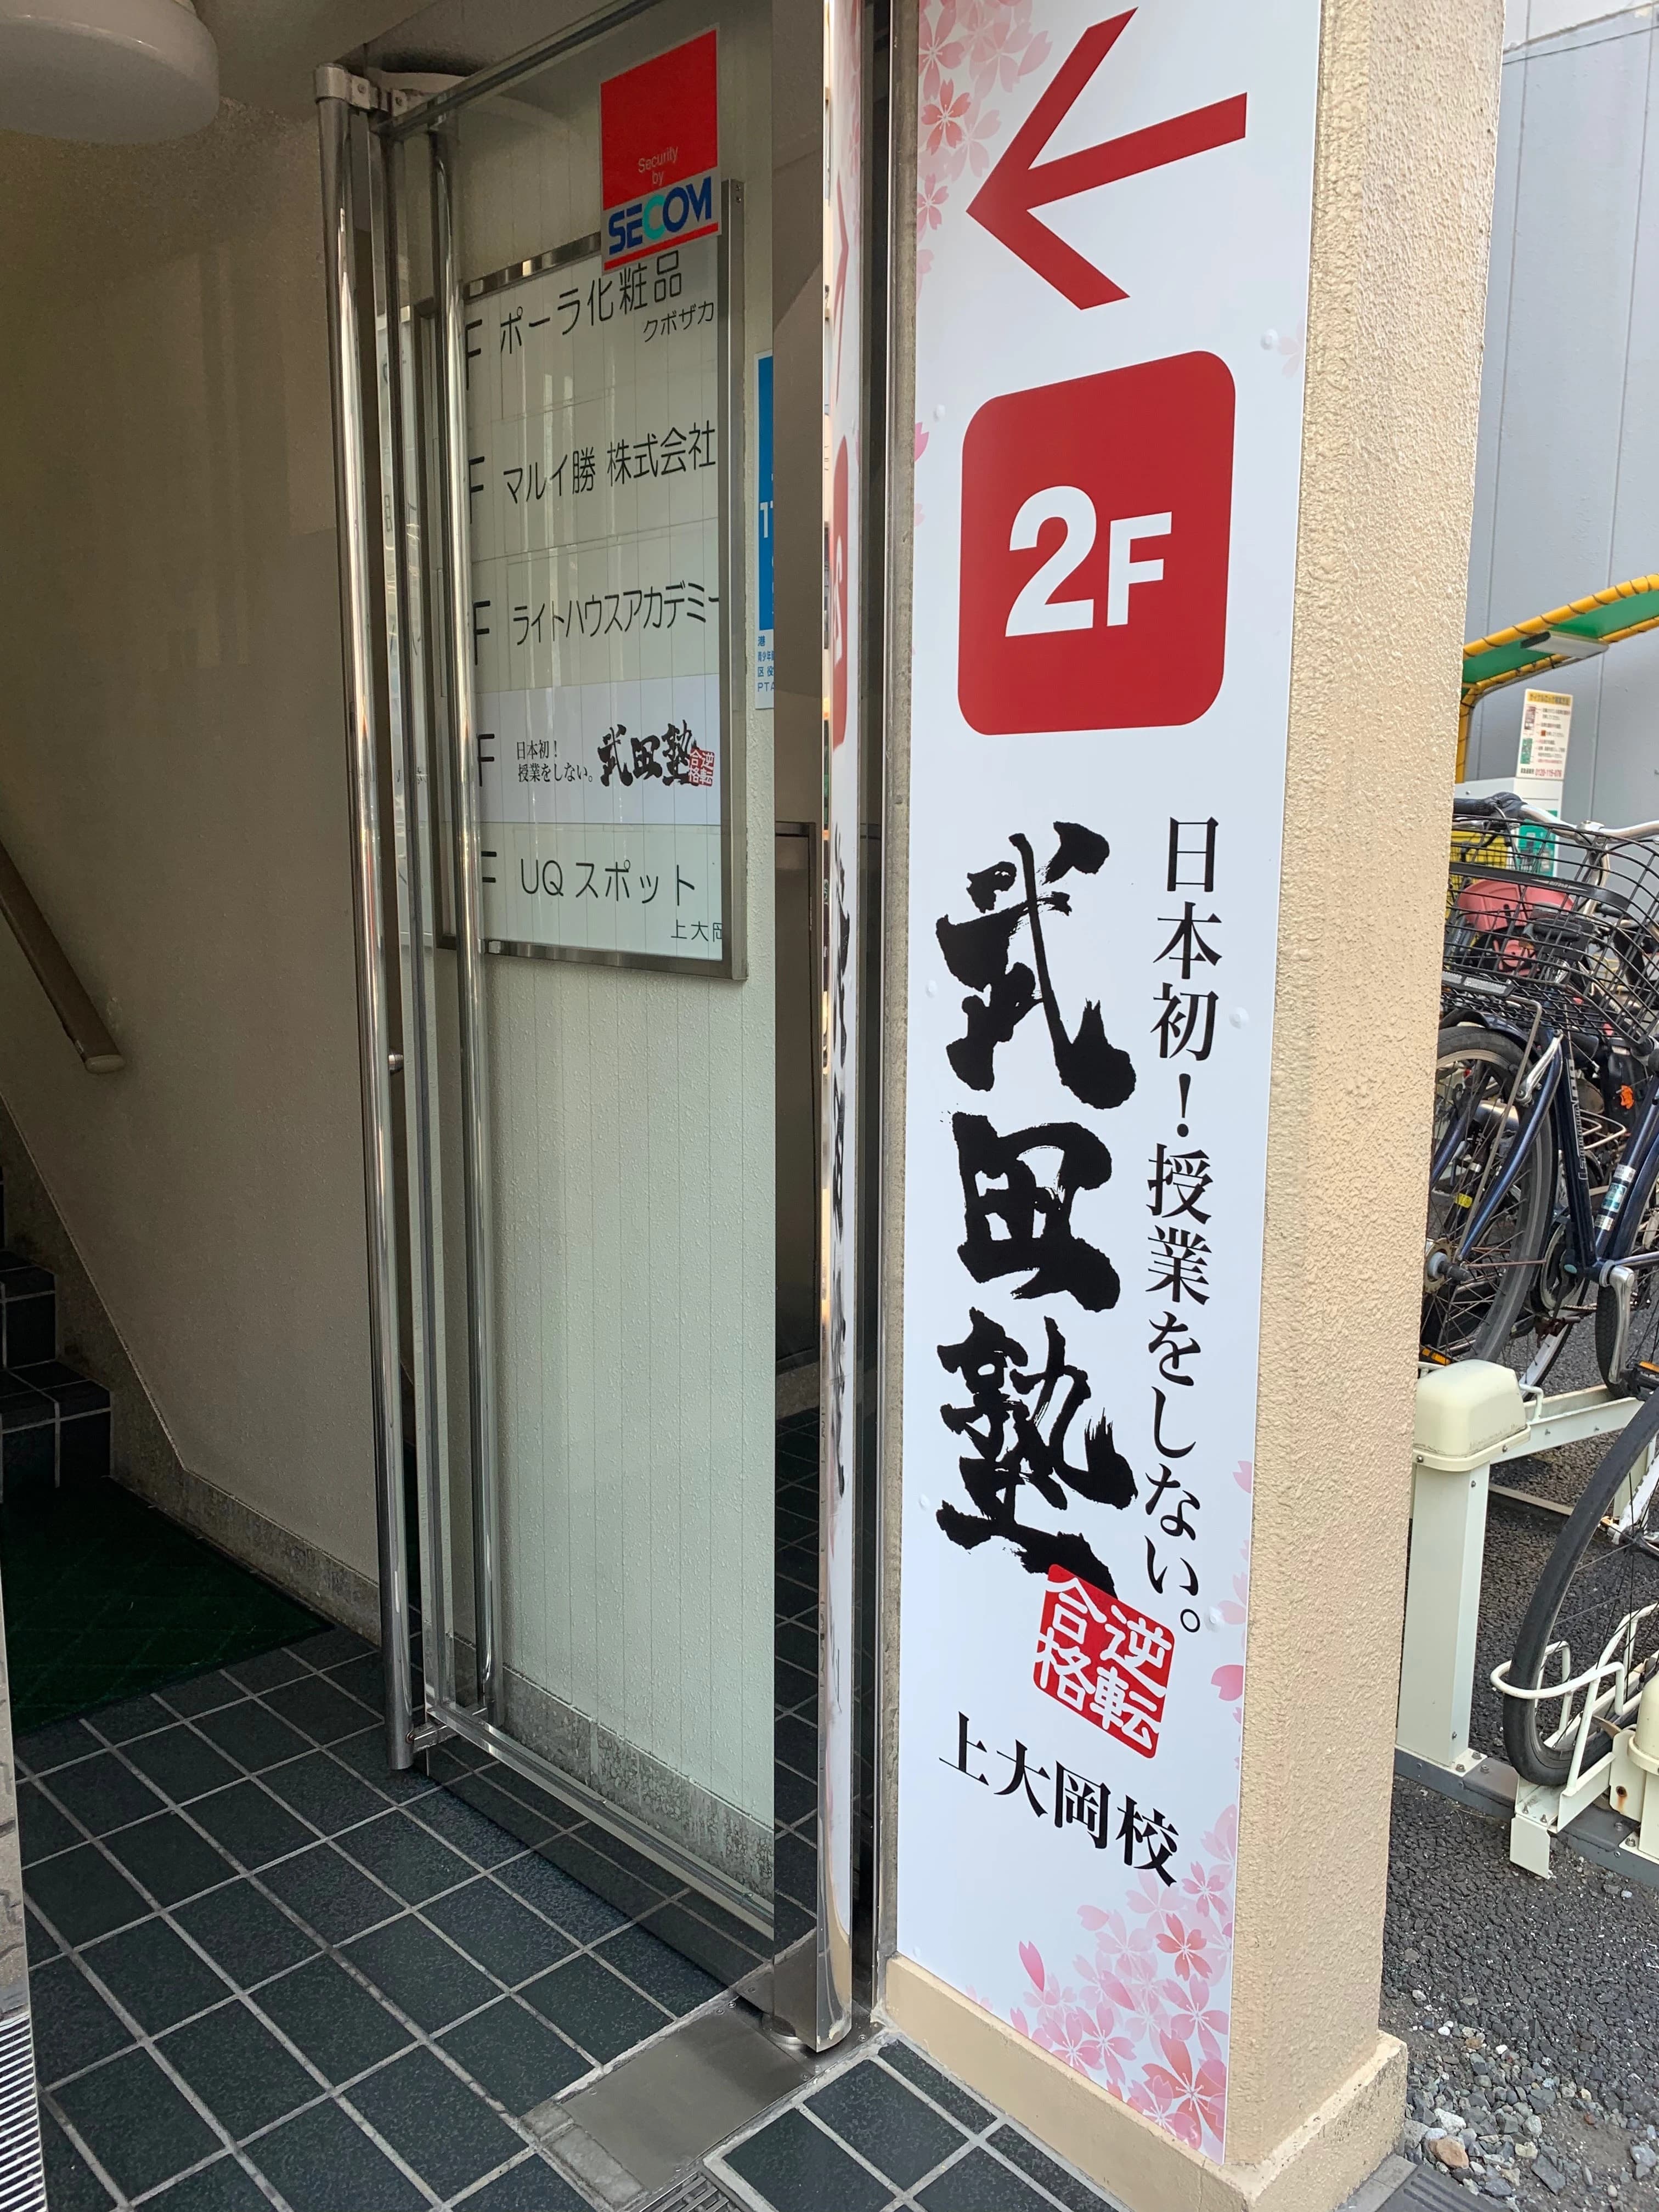 Security
by
SECOM
F ポーラ化粧品
クボザカ
F マルイ勝 株式会社
F ライトハウスアカデミー
F 日本初!
授業をしない。
武田塾
逆転
合格
F UQ スポット
上大岡
2F
日本初!授業をしない。
武田塾
逆転
合格
上大岡校